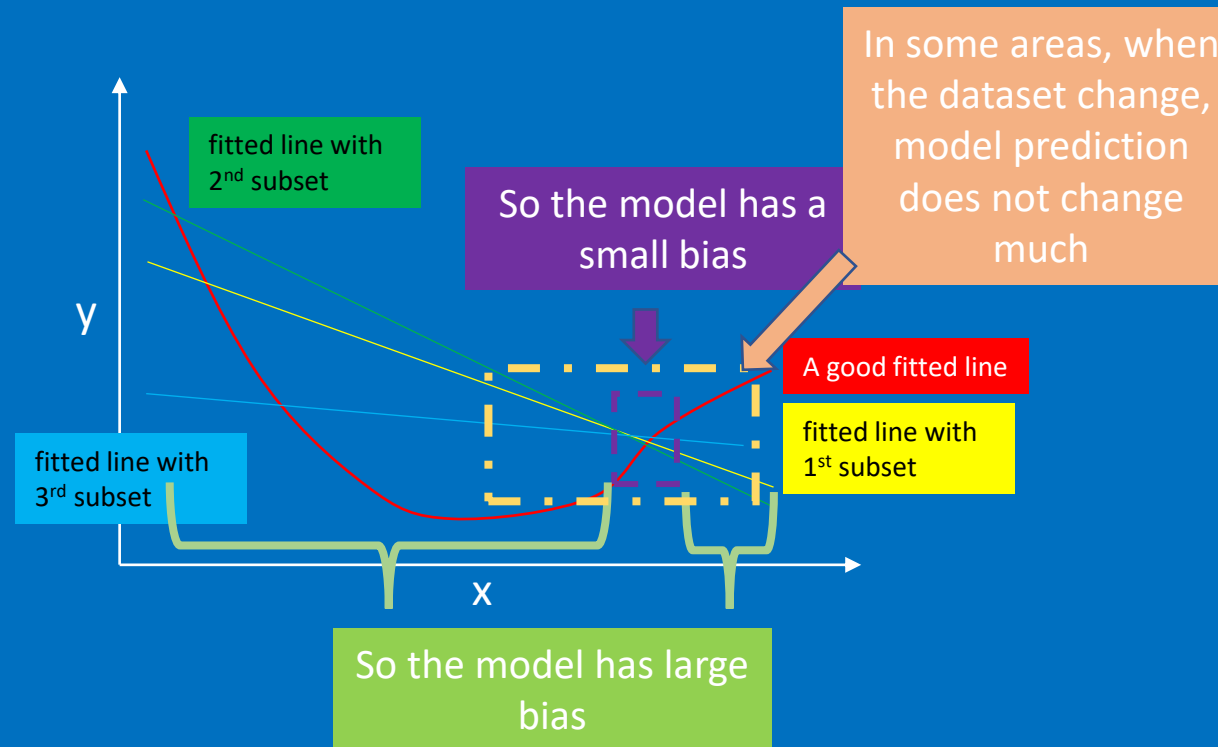 In some areas, when
the dataset change,
model prediction
does not change
much
fitted line with
2nd subset
So the model has a
small bias
y
A good fitted line
fitted line with
1st subset
fitted line with
3rd subset
x
So the model has large
bias